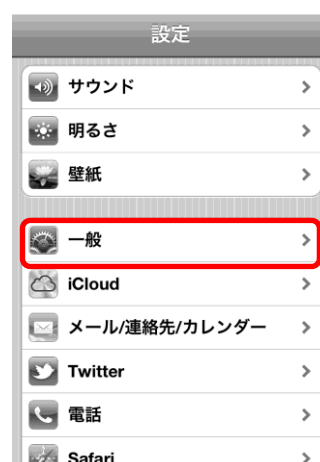 設定
サウンド
明るさ
壁紙
一般
iCloud
メール/連絡先/カレンダー
Twitter
電話
Safari